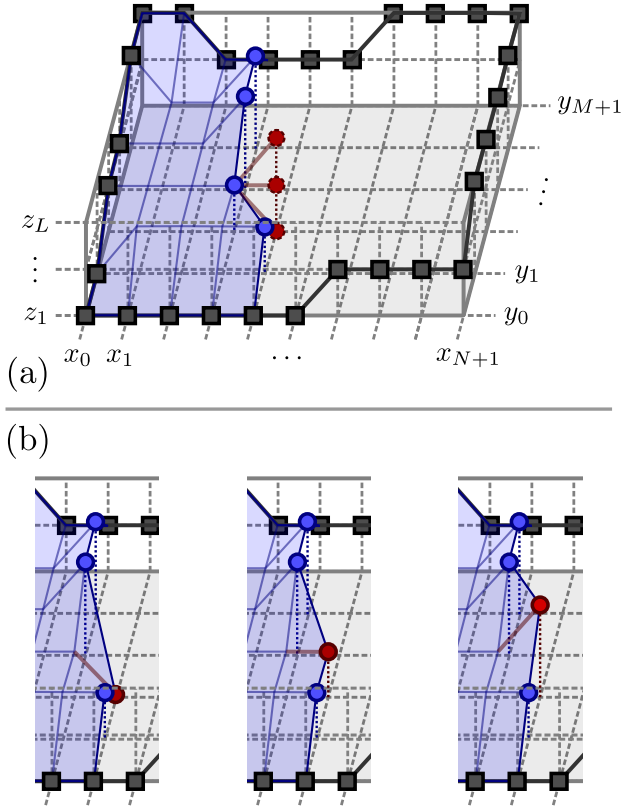 y_{M+1}
z_L
⋮
⋮
y_1
z_1
y_0
x_0 x_1 ⋯ x_{N+1}
(a)
(b)